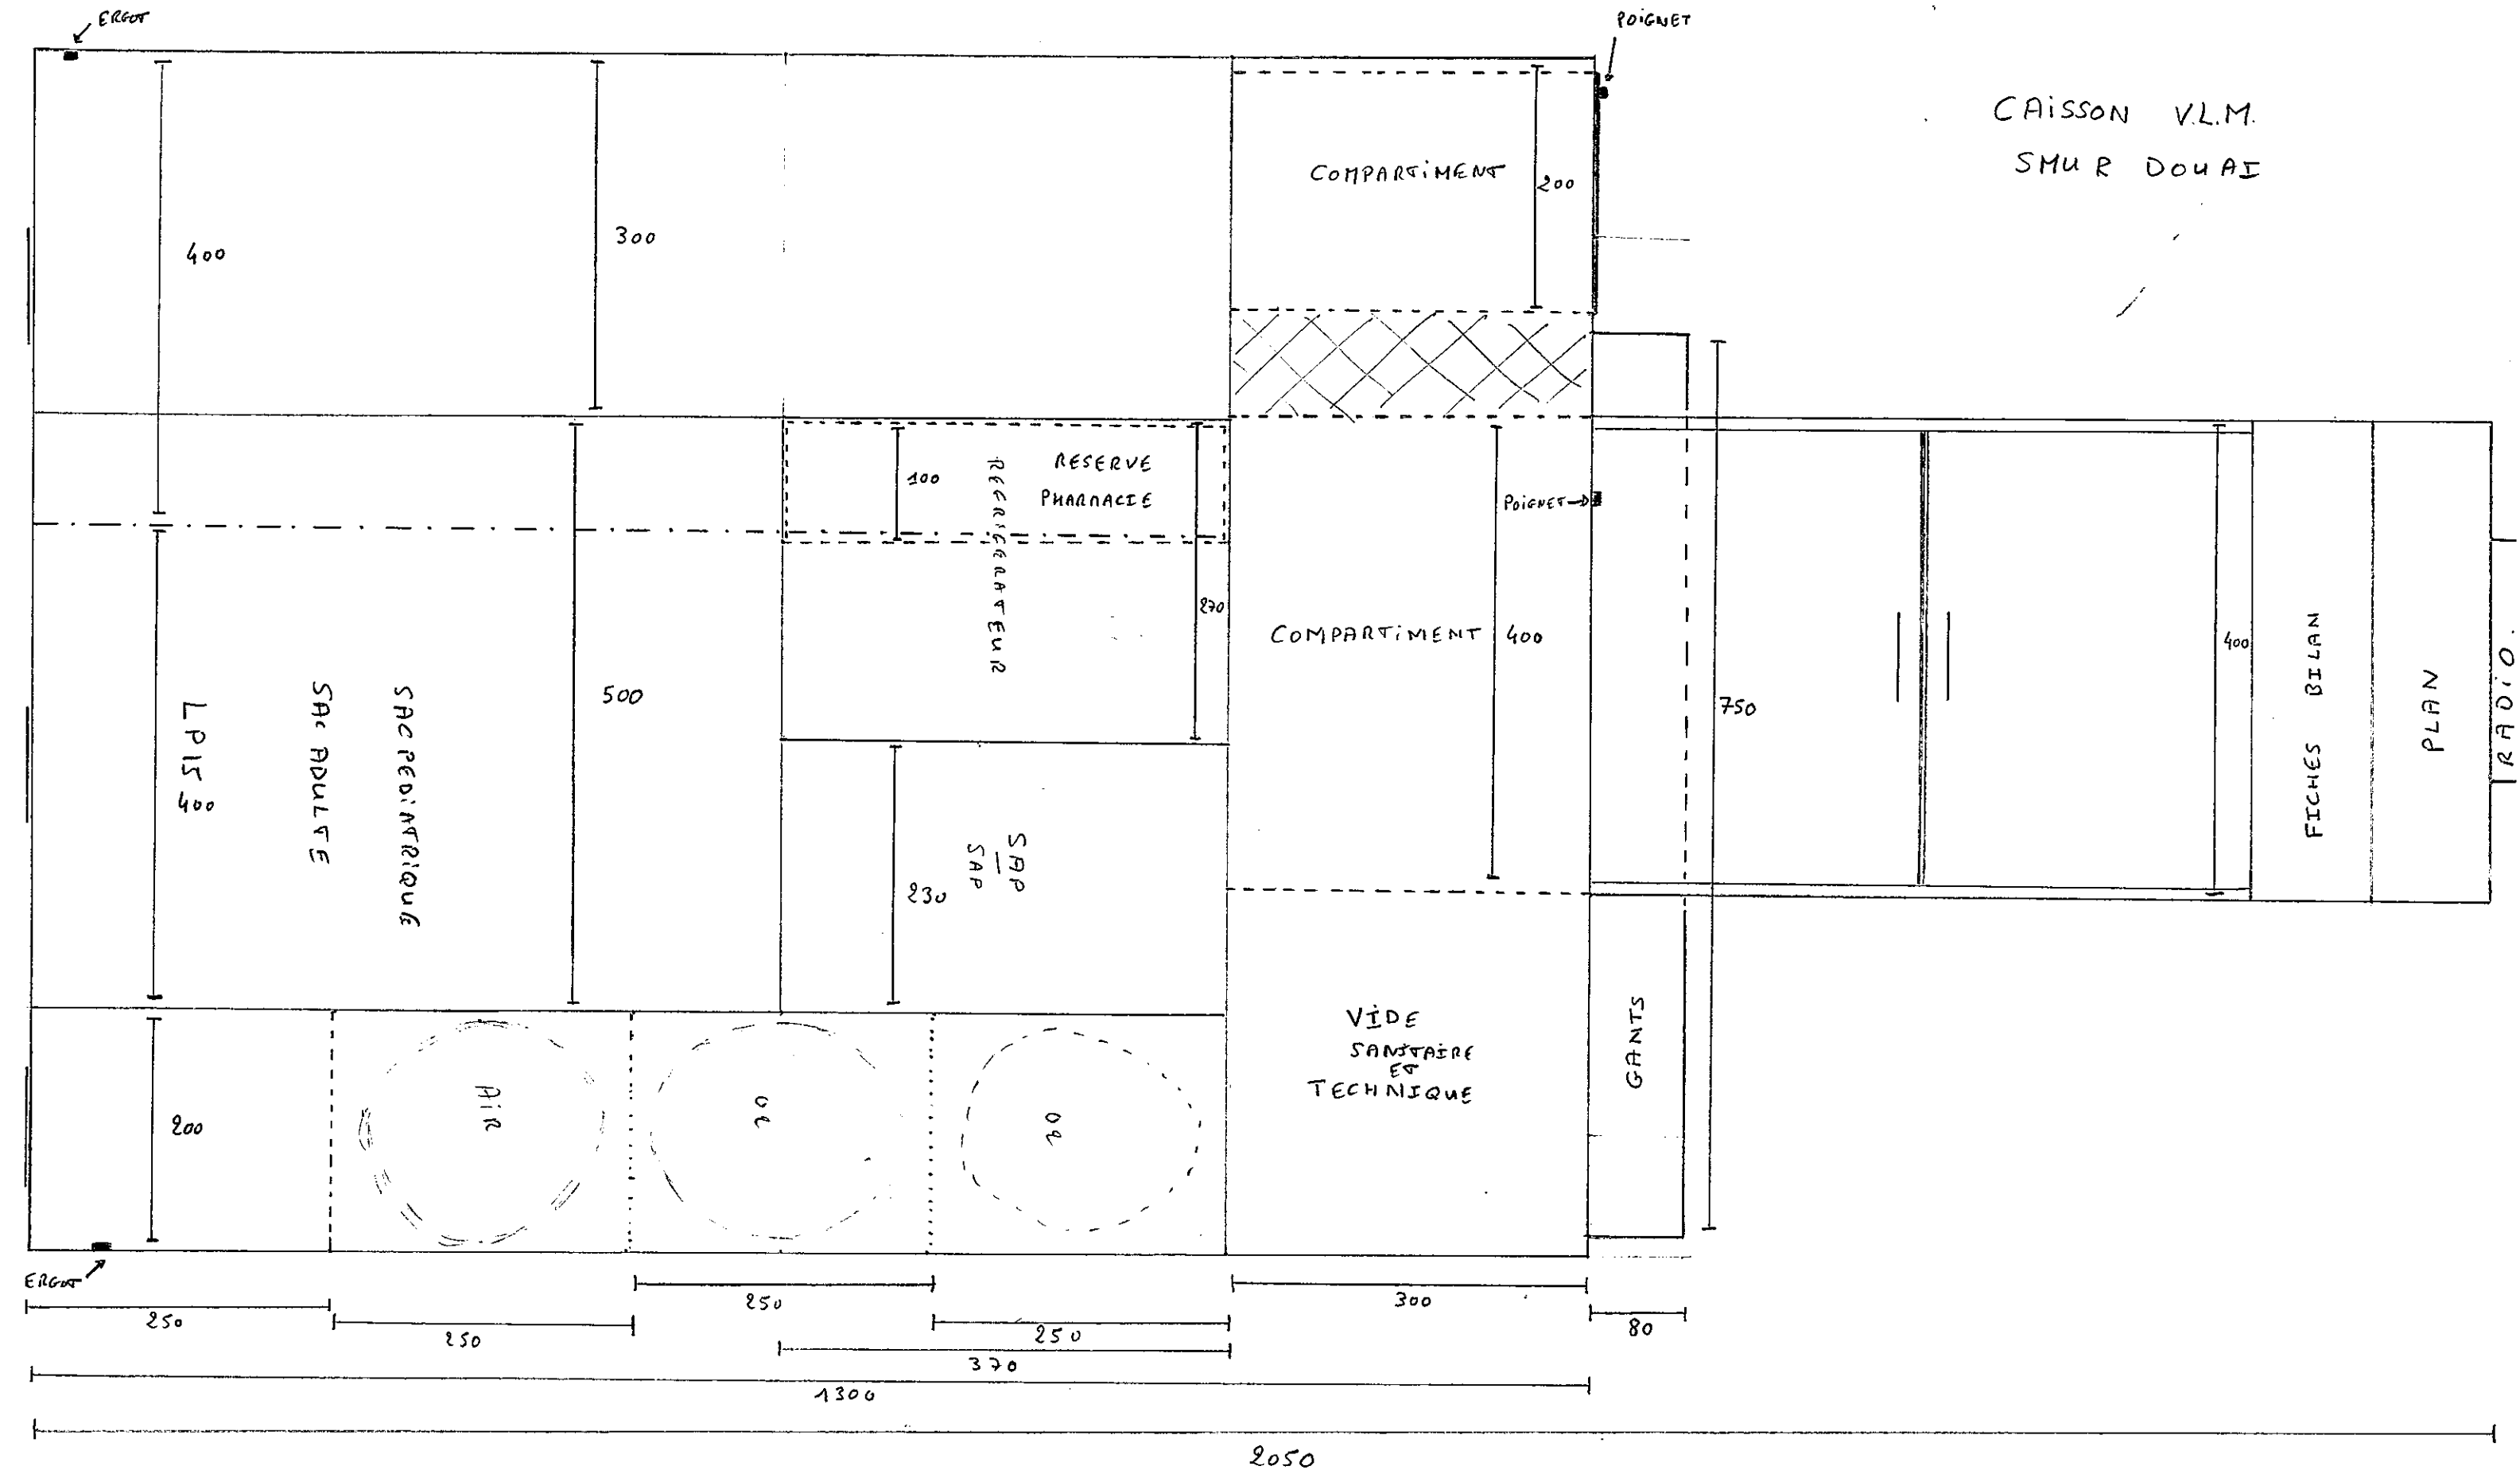 ERGOT
POIGNET
CAISSON V.L.M.
SMUR DOUAI
COMPARTIMENT
200
400
300
100
RESERVE
PHARMACIE
REFRIGERATEUR
270
POIGNET
COMPARTIMENT
400
400
FICHES BILAN
PLAN
RADIO.
750
LP15
400
SAC ADULTE
SAC PEDIATRIQUE
500
230
SAP
SAP
VIDE
SANITAIRE
ET
TECHNIQUE
GANTS
200
AIR
O2
O2
ERGOT
250
250
250
250
300
80
370
1300
2050